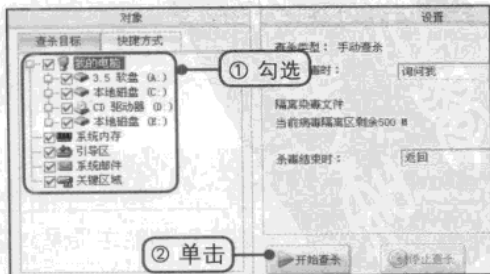 对象
设置
查杀目标
快捷方式
我的电脑
3.5 软盘 (A:)
本地磁盘 (C:)
CD 驱动器 (D:)
本地磁盘 (E:)
系统内存
引导区
系统邮件
关键区域
① 勾选
查杀类型: 手动查杀
时:
询问我
隔离染毒文件
当前病毒隔离区剩余500 M
杀毒结束时:
返回
② 单击
开始查杀
停止查杀